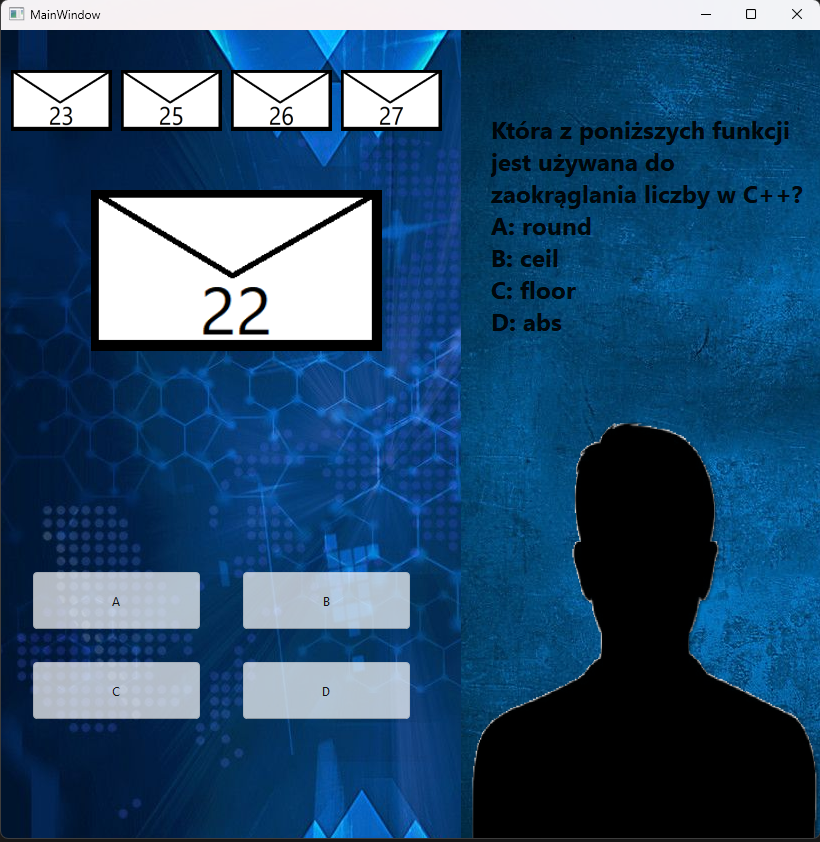 MainWindow
23
25
26
27
22
Która z poniższych funkcji
jest używana do
zaokrąglania liczby w C++?
A: round
B: ceil
C: floor
D: abs
A
B
C
D